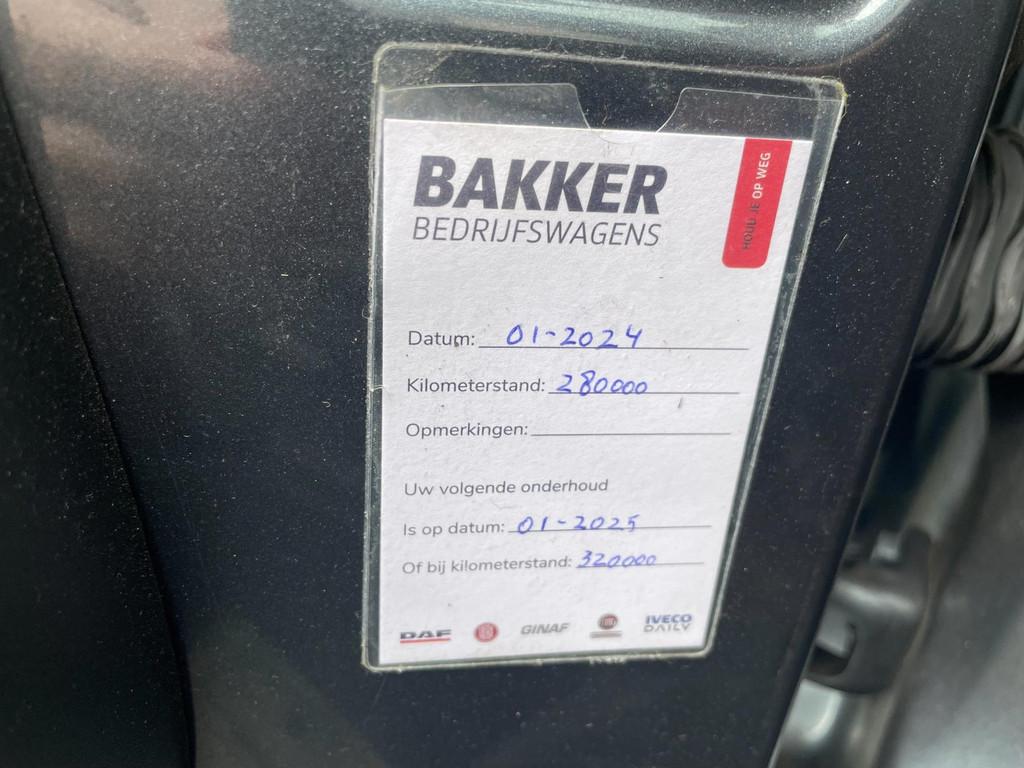 BAKKER
BEDRIJFSWAGENS
HOUD JE OP WEG
Datum: 01-2024
Kilometerstand: 280000
Opmerkingen:
Uw volgende onderhoud
Is op datum: 01-2025
Of bij kilometerstand: 320000
DAF GINAF FIAT IVECO
DAILY